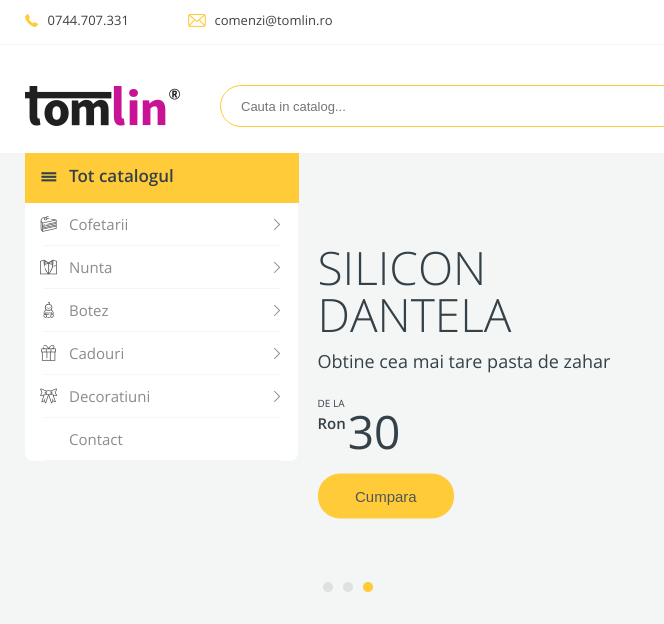 0744.707.331
comenzi@tomlin.ro
tomlin®
Cauta in catalog...
Tot catalogul
Cofetarii
Nunta
Botez
Cadouri
Decoratiuni
Contact
SILICON
DANTELA
Obtine cea mai tare pasta de zahar
DE LA
Ron 30
Cumpara